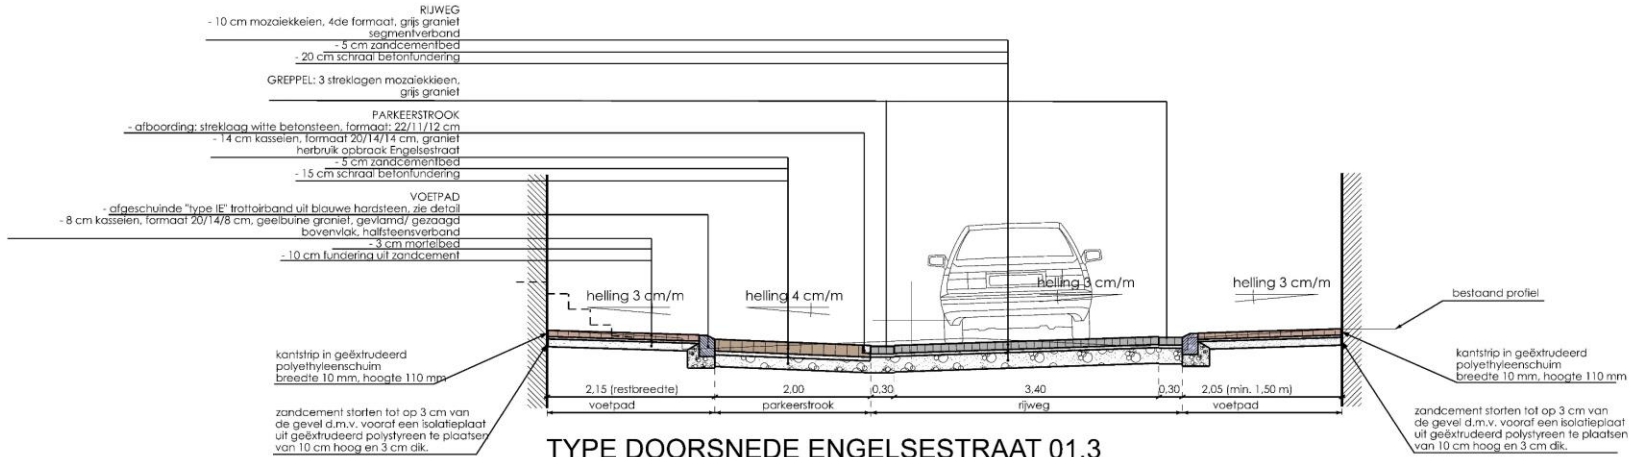 RIJWEG
- 10 cm mozaiekkeien, 4de formaat, grijs graniet
segmentverband
- 5 cm zandcementbed
- 20 cm schraal betonfundering
GREPPEL: 3 streklagen mozaiekkieen,
grijs graniet
PARKEERSTROOK
- afboording: streklaag witte betonsteen, formaat: 22/11/12 cm
- 14 cm kasseien, formaat 20/14/14 cm, graniet
herbruik opbraak Engelsestraat
- 5 cm zandcementbed
- 15 cm schraal betonfundering
VOETPAD
- afgeschuinde "type IE" trottoirband uit blauwe hardsteen, zie detail
- 8 cm kasseien, formaat 20/14/8 cm, geelbuine graniet, gevlamd/ gezaagd
bovenvlak, halfsteensverband
- 3 cm mortelbed
- 10 cm fundering uit zandcement
helling 3 cm/m
helling 4 cm/m
helling 3 cm/m
helling 3 cm/m
bestaand profiel
kantstrip in geëxtrudeerd
polyethyleenschuim
breedte 10 mm, hoogte 110 mm
kantstrip in geëxtrudeerd
polyethyleenschuim
breedte 10 mm, hoogte 110 mm
2,15 (restbreedte)
2,00
0,30
3,40
0,30
2,05 (min. 1,50 m)
voetpad
parkeerstrook
rijweg
voetpad
zandcement storten tot op 3 cm van
de gevel d.m.v. vooraf een isolatieplaat
uit geëxtrudeerd polystyreen te plaatsen
van 10 cm hoog en 3 cm dik.
zandcement storten tot op 3 cm van
de gevel d.m.v. vooraf een isolatieplaat
uit geëxtrudeerd polystyreen te plaatsen
van 10 cm hoog en 3 cm dik.
TYPE DOORSNEDE ENGELSESTRAAT 01.3